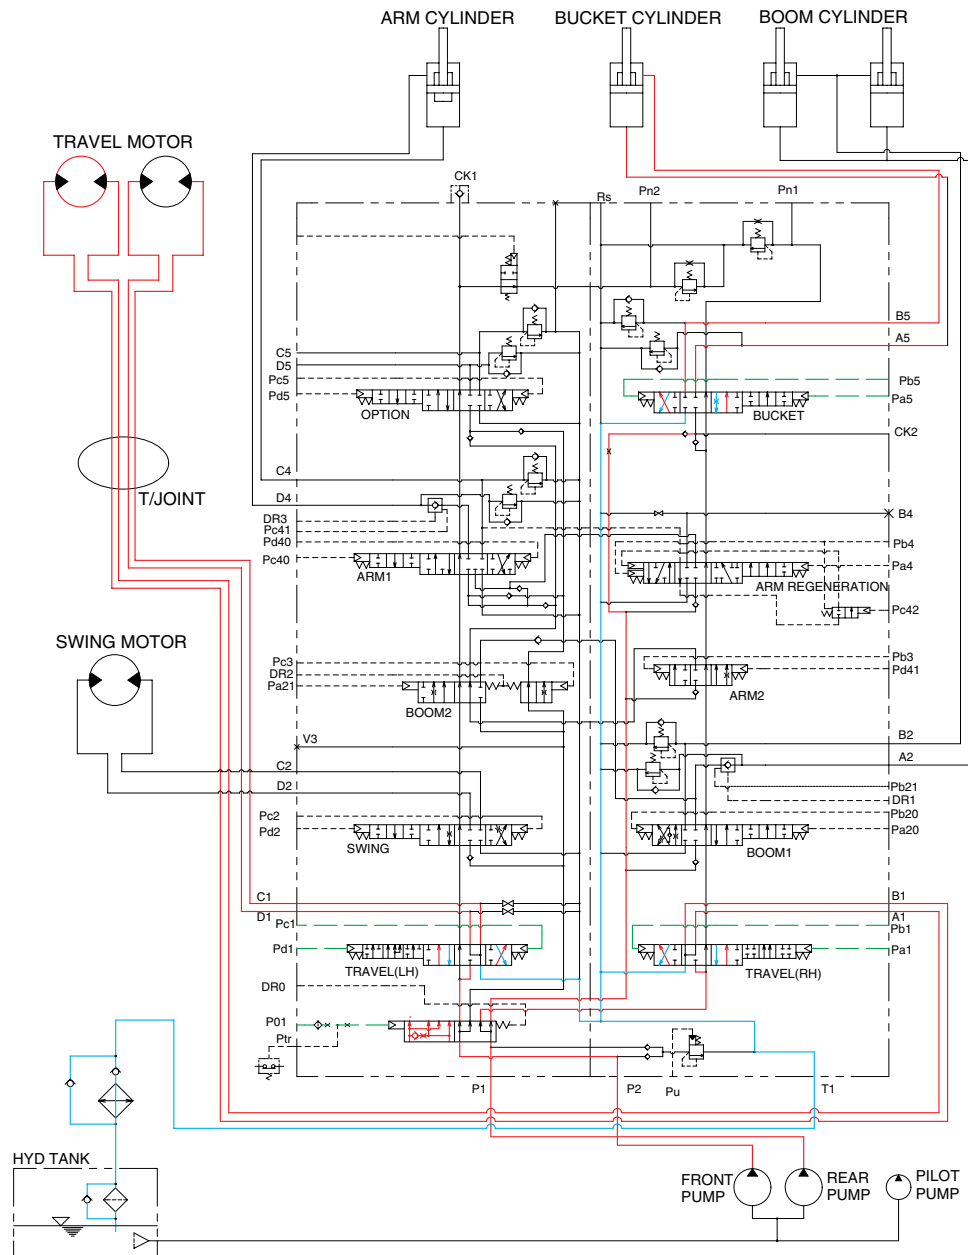 ARM CYLINDER
BUCKET CYLINDER
BOOM CYLINDER
TRAVEL MOTOR
CK1
Rs
Pn2
Pn1
B5
A5
C5
D5
Pc5
Pd5
OPTION
Pb5
Pa5
BUCKET
CK2
T/JOINT
C4
D4
DR3
Pc41
Pd40
Pc40
ARM1
B4
Pb4
Pa4
ARM REGENERATION
Pc42
SWING MOTOR
Pc3
DR2
Pa21
BOOM2
Pb3
Pd41
ARM2
V3
C2
D2
B2
A2
Pb21
DR1
Pb20
Pa20
BOOM1
Pc2
Pd2
SWING
C1
D1
Pc1
Pd1
TRAVEL(LH)
B1
A1
Pb1
Pa1
TRAVEL(RH)
DR0
P01
Ptr
P1
P2
Pu
T1
HYD TANK
FRONT
PUMP
REAR
PUMP
PILOT
PUMP